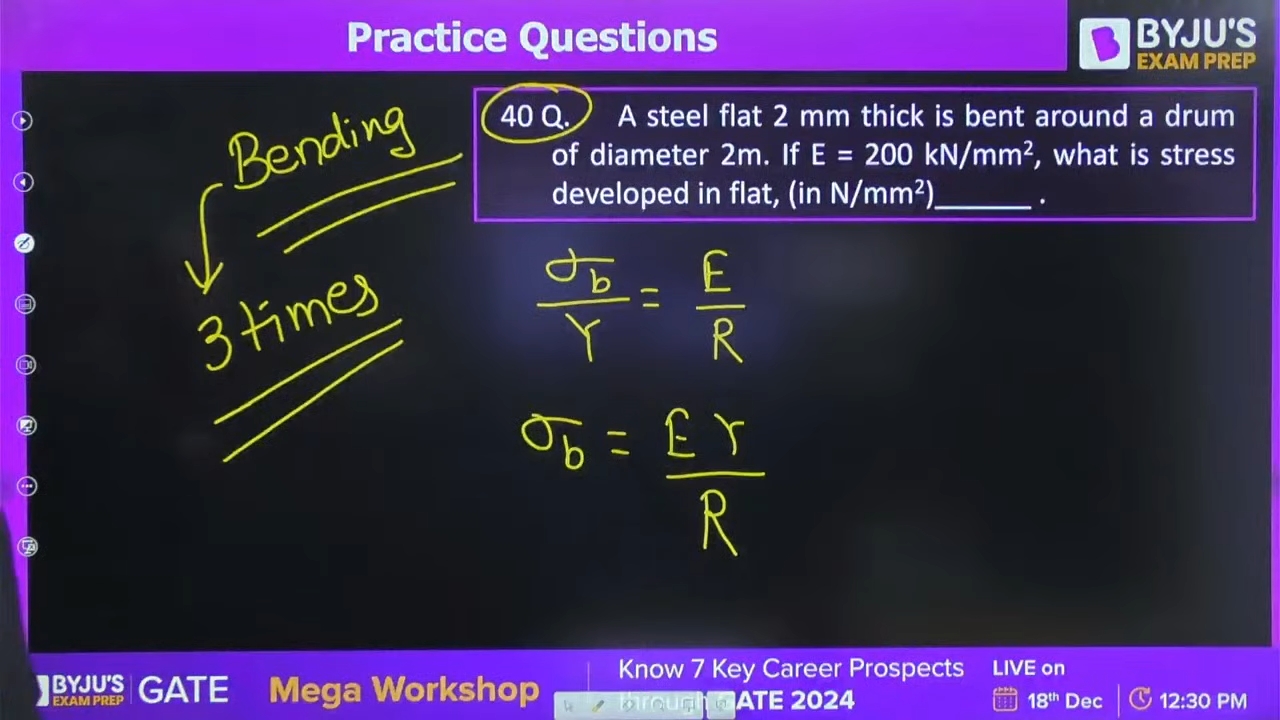 Practice Questions
BYJU'S
EXAM PREP
40 Q. A steel flat 2 mm thick is bent around a drum
of diameter 2m. If E = 200 kN/mm², what is stress
developed in flat, (in N/mm²)______ .
Bending
3 times
σb/Y = E/R
σb = EY/R
BYJU'S
EXAM PREP
GATE
Mega Workshop
Know 7 Key Career Prospects
through GATE 2024
LIVE on
18th Dec
12:30 PM